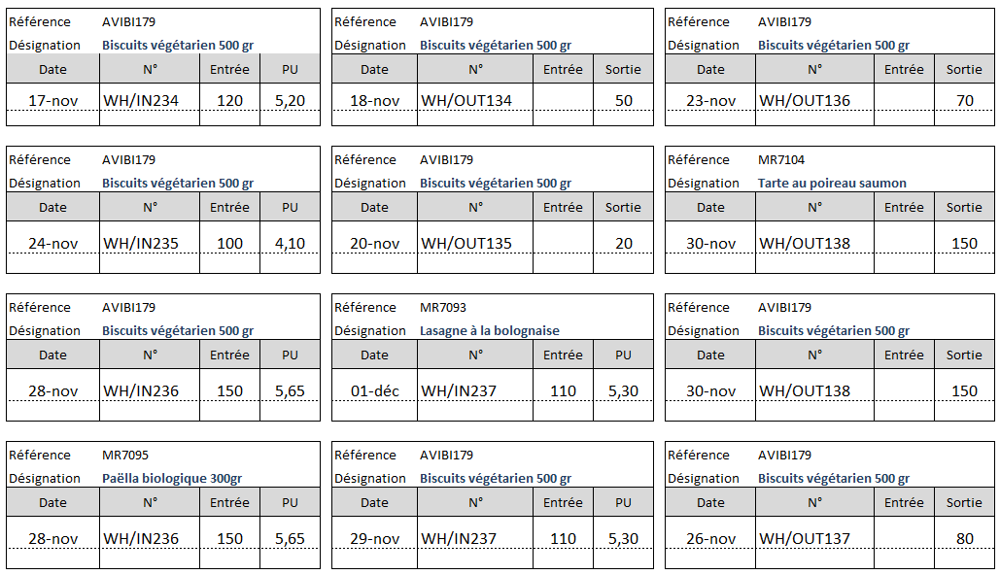 Référence AVIBI179
Désignation Biscuits végétarien 500 gr
Date N° Entrée PU
17-nov WH/IN234 120 5,20
Référence AVIBI179
Désignation Biscuits végétarien 500 gr
Date N° Entrée Sortie
18-nov WH/OUT134 50
Référence AVIBI179
Désignation Biscuits végétarien 500 gr
Date N° Entrée Sortie
23-nov WH/OUT136 70
Référence AVIBI179
Désignation Biscuits végétarien 500 gr
Date N° Entrée PU
24-nov WH/IN235 100 4,10
Référence AVIBI179
Désignation Biscuits végétarien 500 gr
Date N° Entrée Sortie
20-nov WH/OUT135 20
Référence MR7104
Désignation Tarte au poireau saumon
Date N° Entrée Sortie
30-nov WH/OUT138 150
Référence AVIBI179
Désignation Biscuits végétarien 500 gr
Date N° Entrée PU
28-nov WH/IN236 150 5,65
Référence MR7093
Désignation Lasagne à la bolognaise
Date N° Entrée PU
01-déc WH/IN237 110 5,30
Référence AVIBI179
Désignation Biscuits végétarien 500 gr
Date N° Entrée Sortie
30-nov WH/OUT138 150
Référence MR7095
Désignation Paëlla biologique 300gr
Date N° Entrée PU
28-nov WH/IN236 150 5,65
Référence AVIBI179
Désignation Biscuits végétarien 500 gr
Date N° Entrée PU
29-nov WH/IN237 110 5,30
Référence AVIBI179
Désignation Biscuits végétarien 500 gr
Date N° Entrée Sortie
26-nov WH/OUT137 80